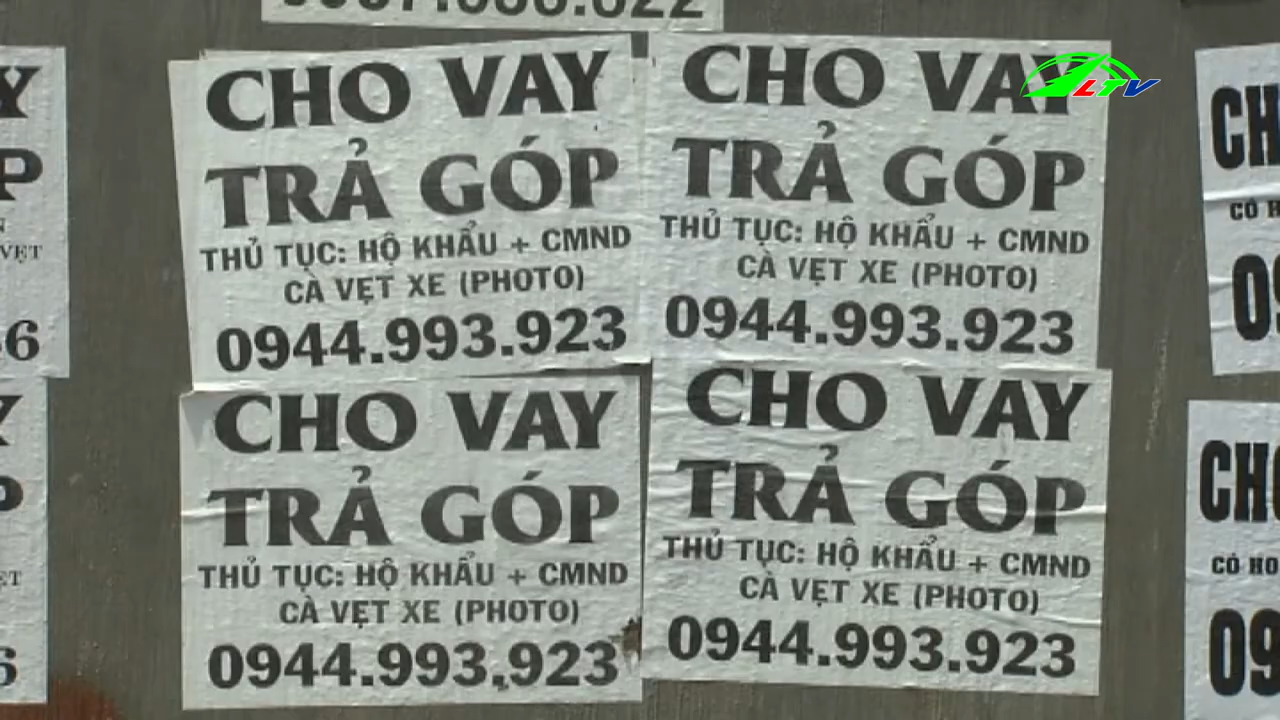 CHO VAY
TRẢ GÓP
THỦ TỤC: HỘ KHẨU + CMND
CÀ VẸT XE (PHOTO)
0944.993.923
CHO VAY
TRẢ GÓP
THỦ TỤC: HỘ KHẨU + CMND
CÀ VẸT XE (PHOTO)
0944.993.923
LTV
CHO VAY
TRẢ GÓP
THỦ TỤC: HỘ KHẨU + CMND
CÀ VẸT XE (PHOTO)
0944.993.923
CHO VAY
TRẢ GÓP
THỦ TỤC: HỘ KHẨU + CMND
CÀ VẸT XE (PHOTO)
0944.993.923